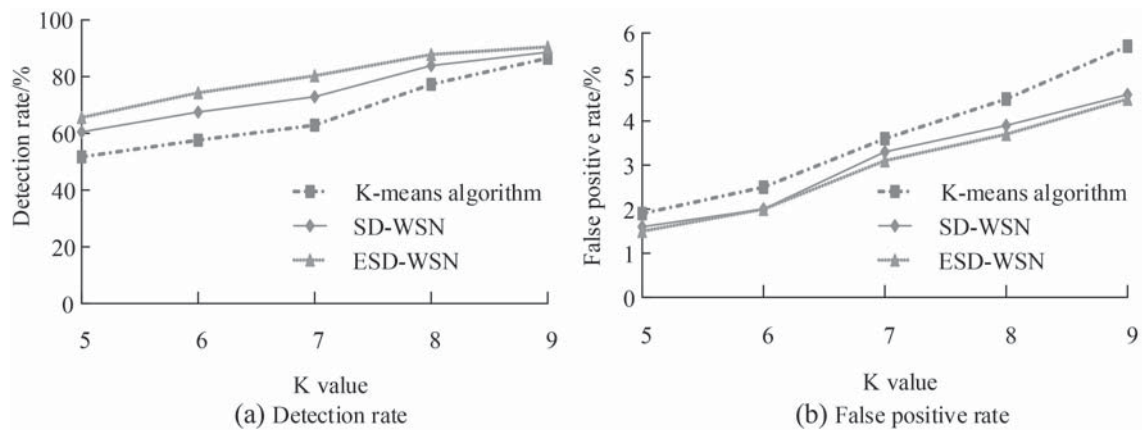 Detection rate/%
100
80
60
40
20
0
K-means algorithm
SD-WSN
ESD-WSN
5 6 7 8 9
K value
(a) Detection rate
False positive rate/%
6
5
4
3
2
1
0
K-means algorithm
SD-WSN
ESD-WSN
5 6 7 8 9
K value
(b) False positive rate